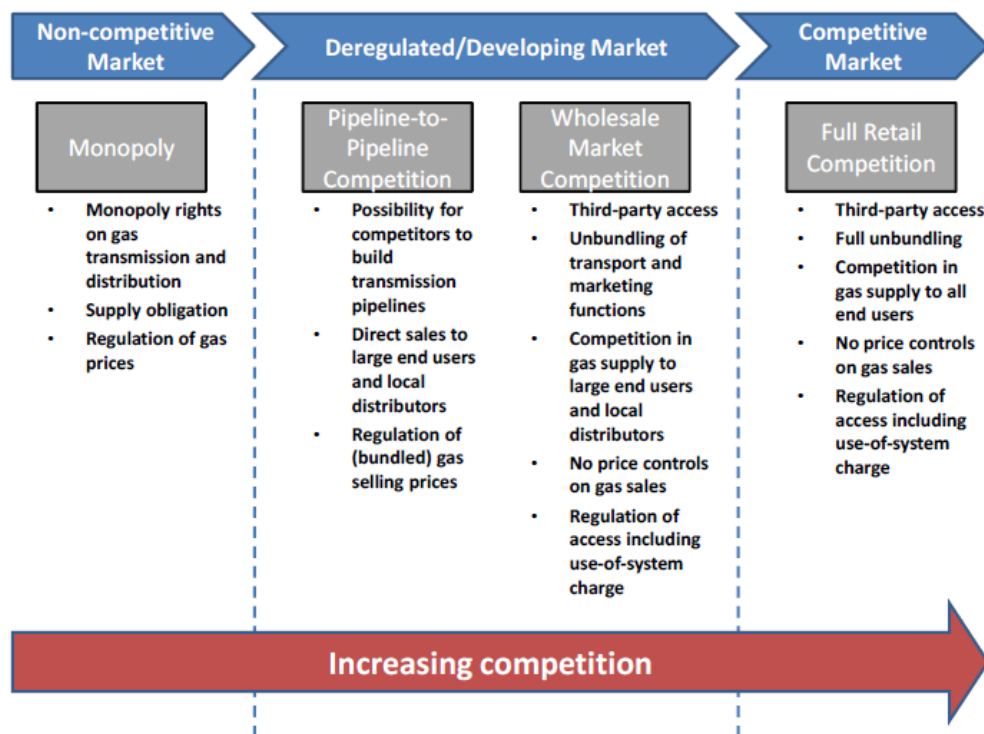 Non-competitive
Market
Deregulated/Developing Market
Competitive
Market
Monopoly
• Monopoly rights
on gas
transmission and
distribution
• Supply obligation
• Regulation of gas
prices
Pipeline-to-
Pipeline
Competition
• Possibility for
competitors to
build
transmission
pipelines
• Direct sales to
large end users
and local
distributors
• Regulation of
(bundled) gas
selling prices
Wholesale
Market
Competition
• Third-party access
• Unbundling of
transport and
marketing
functions
• Competition in
gas supply to
large end users
and local
distributors
• No price controls
on gas sales
• Regulation of
access including
use-of-system
charge
Full Retail
Competition
• Third-party access
• Full unbundling
• Competition in
gas supply to all
end users
• No price controls
on gas sales
• Regulation of
access including
use-of-system
charge
Increasing competition